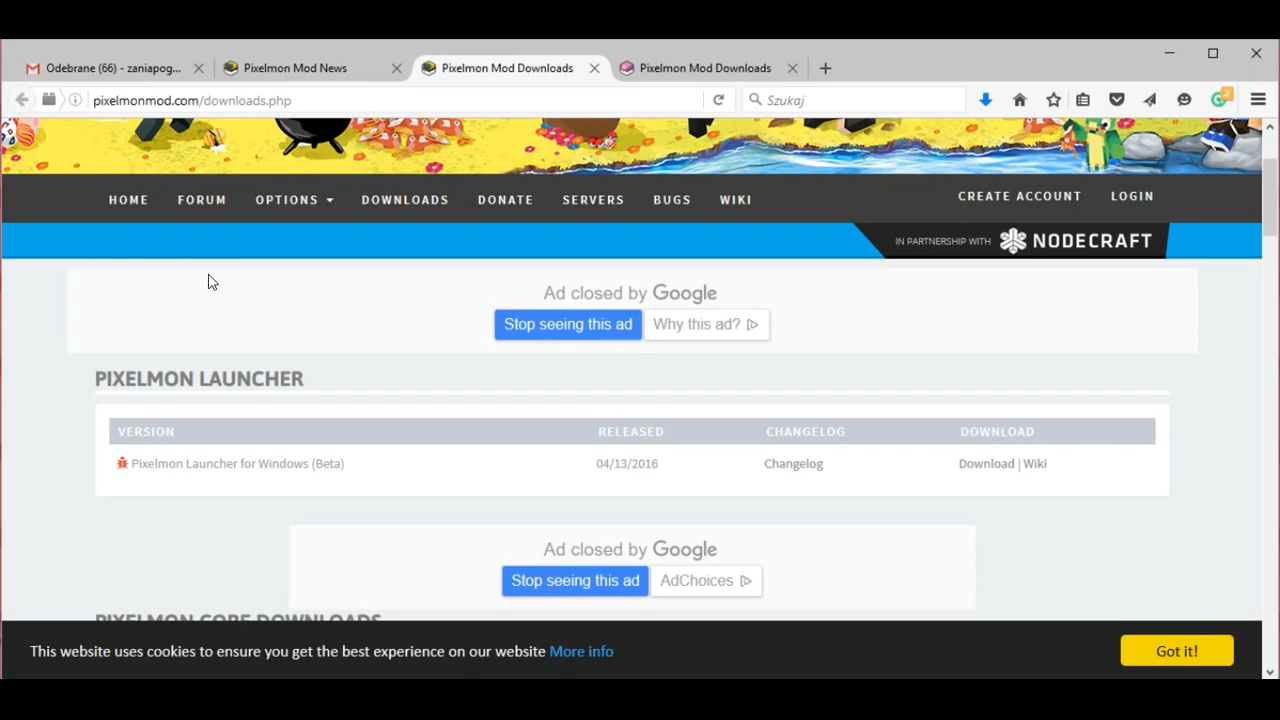 Odebrane (66) - zaniapog...
Pixelmon Mod News
Pixelmon Mod Downloads
Pixelmon Mod Downloads
pixelmonmod.com/downloads.php
Szukaj
2
HOME FORUM OPTIONS DOWNLOADS DONATE SERVERS BUGS WIKI
CREATE ACCOUNT LOGIN
IN PARTNERSHIP WITH NODECRAFT
Ad closed by Google
Stop seeing this ad Why this ad?
PIXELMON LAUNCHER
VERSION RELEASED CHANGELOG DOWNLOAD
Pixelmon Launcher for Windows (Beta) 04/13/2016 Changelog Download | Wiki
Ad closed by Google
Stop seeing this ad AdChoices
PIXELMON CORE DOWNLOADS
This website uses cookies to ensure you get the best experience on our website More info
Got it!